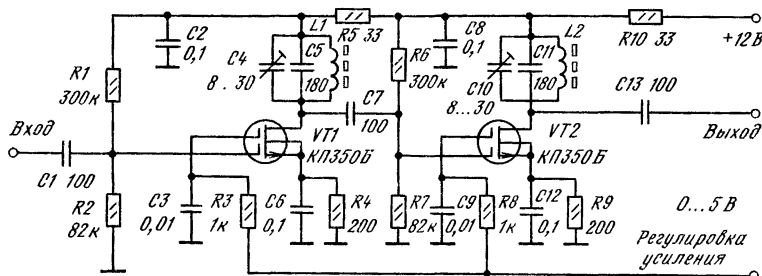 L1
R5 33
C2
0,1
C4
8 . 30
C5
180
R1
300к
R6
300к
C7
100
C8
0,1
C10
8...30
C11
180
L2
R10 33
+12 В
C13 100
Вход
C1 100
VT1
КП350Б
VT2
КП350Б
Выход
R2
82к
C3
0,01
R3
1к
C6
0,1
R4
200
R7
82к
C9
0,01
R8
1к
C12
0,1
R9
200
0...5 В
Регулировка
усиления